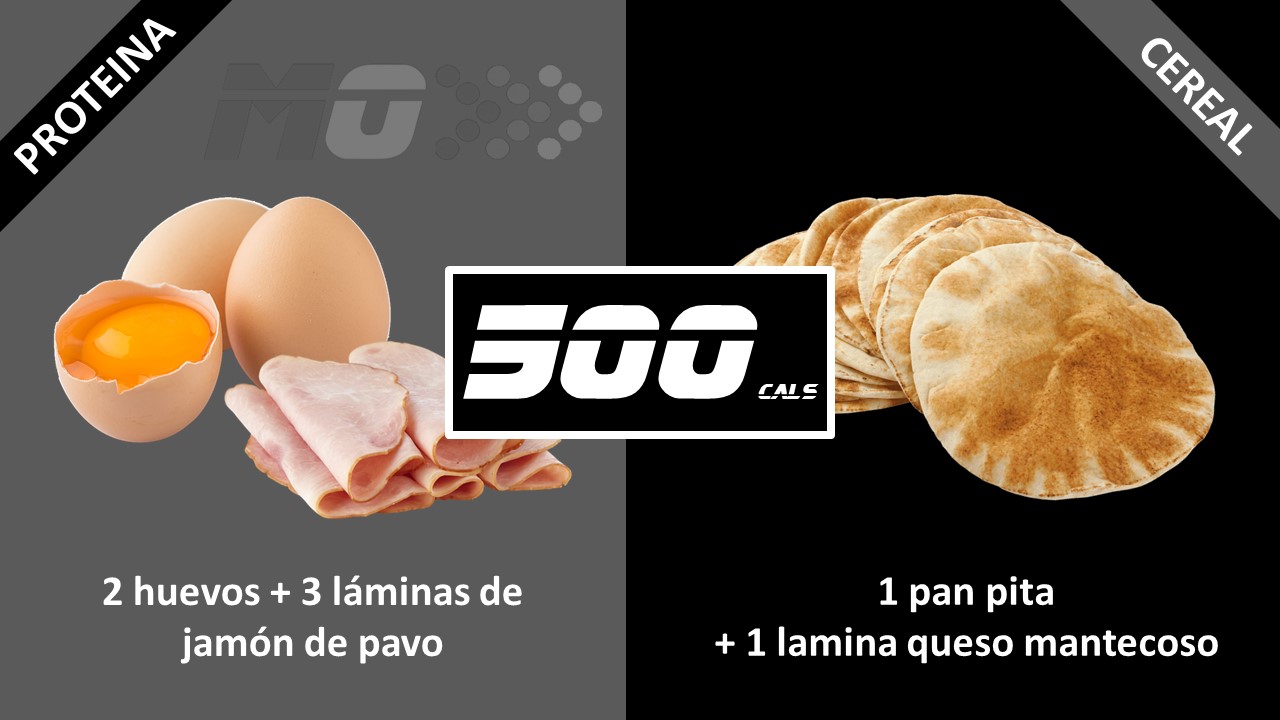 PROTEINA
MO
CEREAL
500
CALS
2 huevos + 3 láminas de
jamón de pavo
1 pan pita
+ 1 lamina queso mantecoso